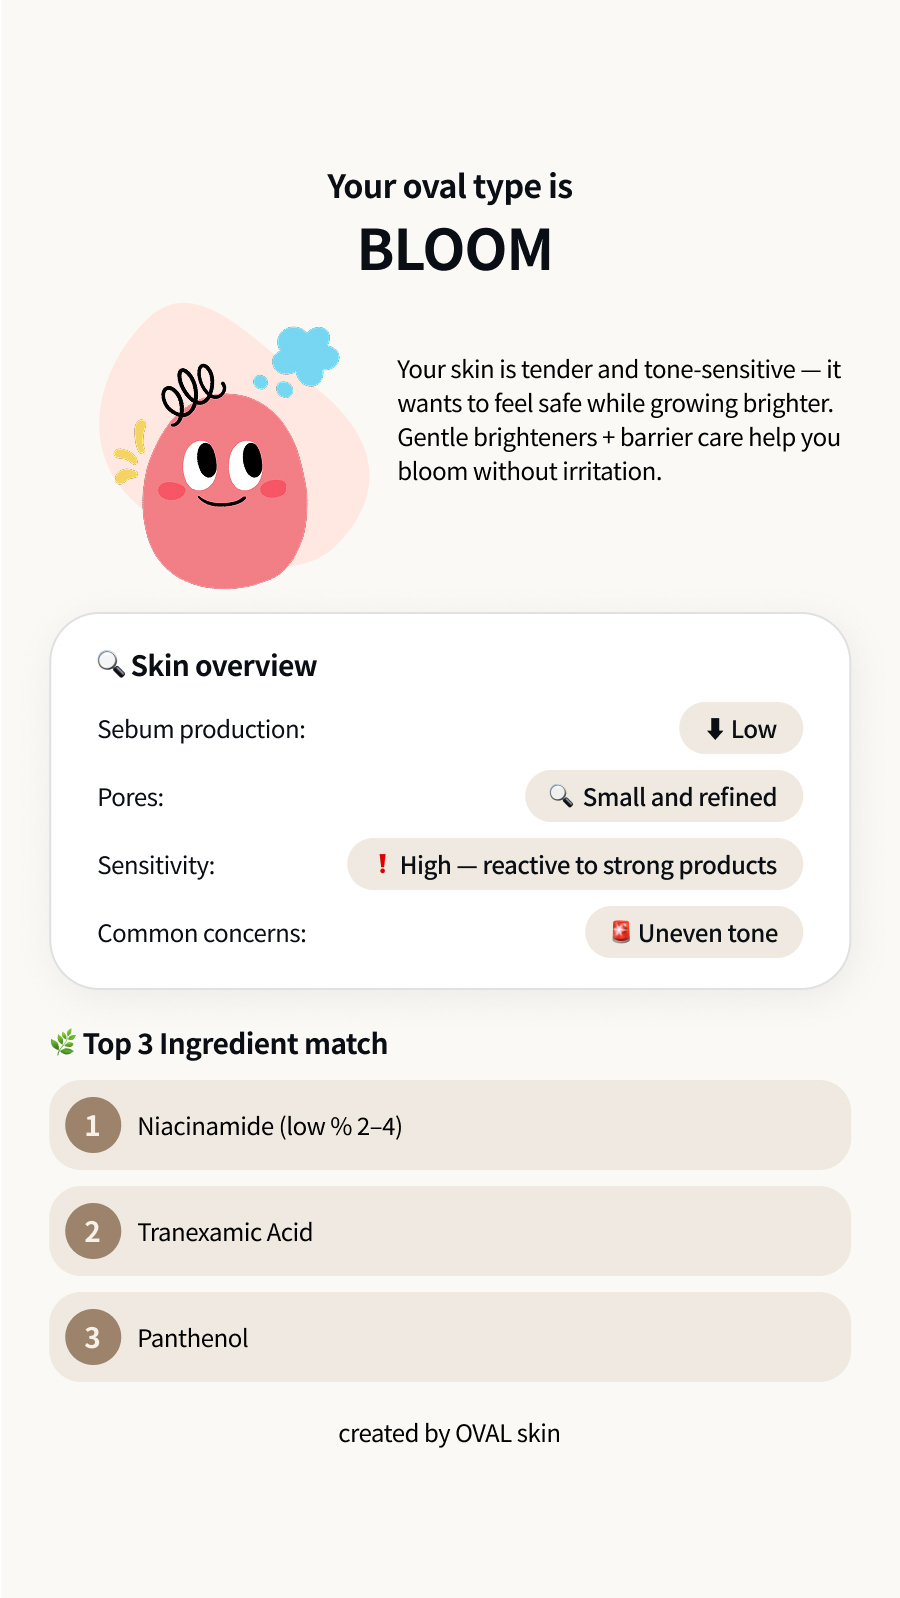 Your oval type is
BLOOM
Your skin is tender and tone-sensitive — it
wants to feel safe while growing brighter.
Gentle brighteners + barrier care help you
bloom without irritation.
🔍 Skin overview
Sebum production: ⬇ Low
Pores: 🔍 Small and refined
Sensitivity: ❗ High — reactive to strong products
Common concerns: 🚨 Uneven tone
🌿 Top 3 Ingredient match
1 Niacinamide (low % 2–4)
2 Tranexamic Acid
3 Panthenol
created by OVAL skin